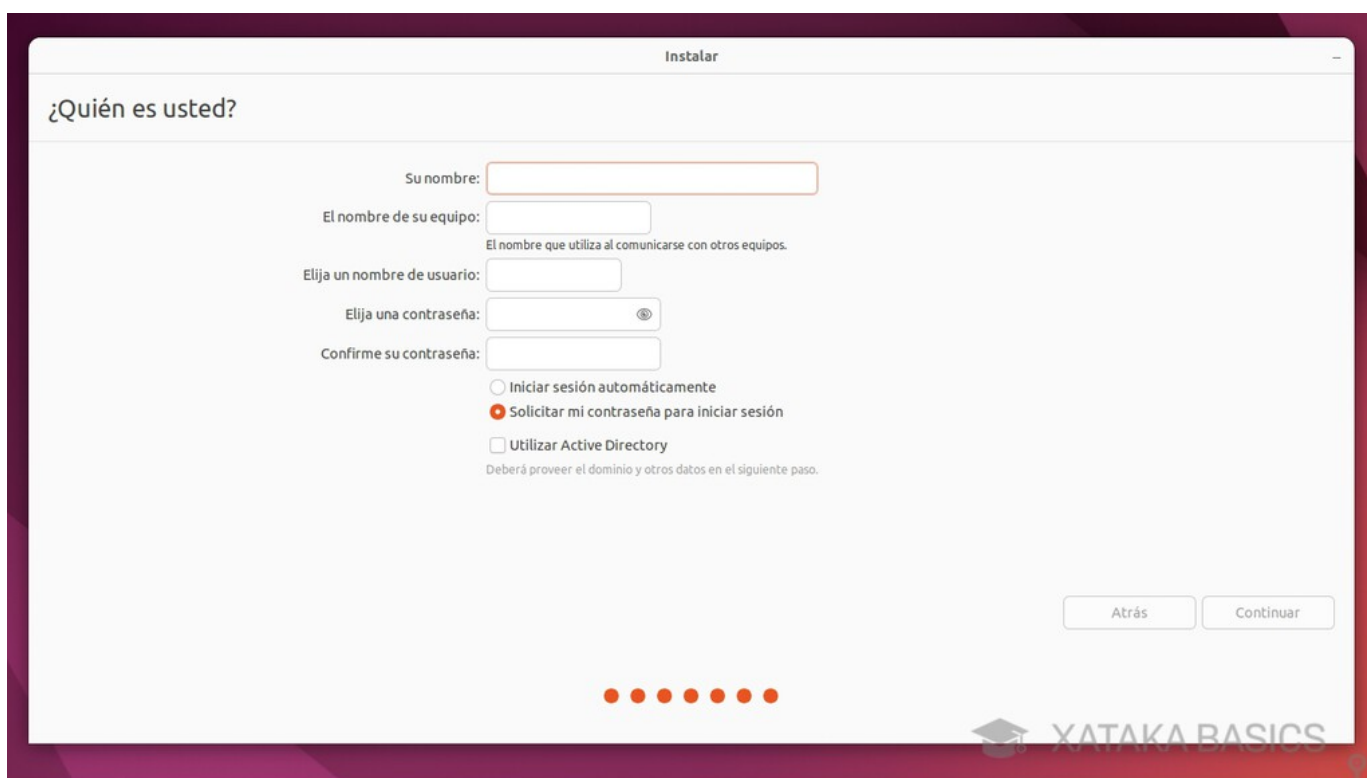 Instalar
¿Quién es usted?
Su nombre:
El nombre de su equipo:
El nombre que utiliza al comunicarse con otros equipos.
Elija un nombre de usuario:
Elija una contraseña:
Confirme su contraseña:
Iniciar sesión automáticamente
Solicitar mi contraseña para iniciar sesión
Utilizar Active Directory
Deberá proveer el dominio y otros datos en el siguiente paso.
Atrás Continuar
XATAKA BASICS